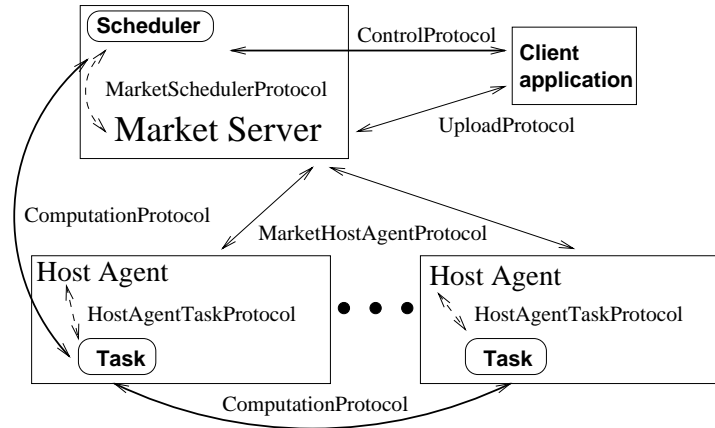 Scheduler
ControlProtocol
Client
application
MarketSchedulerProtocol
Market Server
UploadProtocol
ComputationProtocol
MarketHostAgentProtocol
Host Agent
HostAgentTaskProtocol
Task
Host Agent
HostAgentTaskProtocol
Task
ComputationProtocol